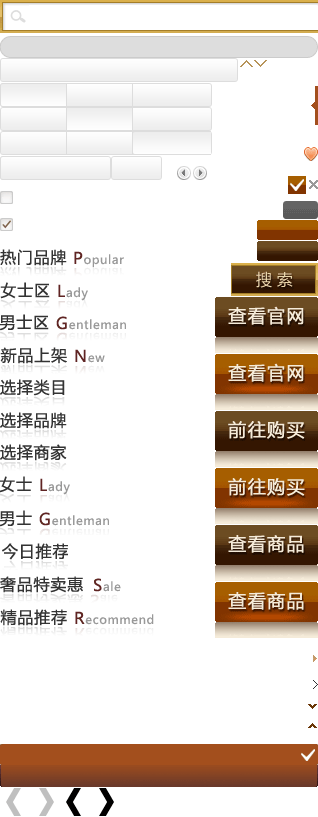 热门品牌 Popular
女士区 Lady
搜 索
男士区 Gentleman
查看官网
新品上架 New
查看官网
选择类目
选择品牌
前往购买
选择商家
女士 Lady
前往购买
男士 Gentleman
查看商品
今日推荐
奢品特卖惠 Sale
查看商品
精品推荐 Recommend